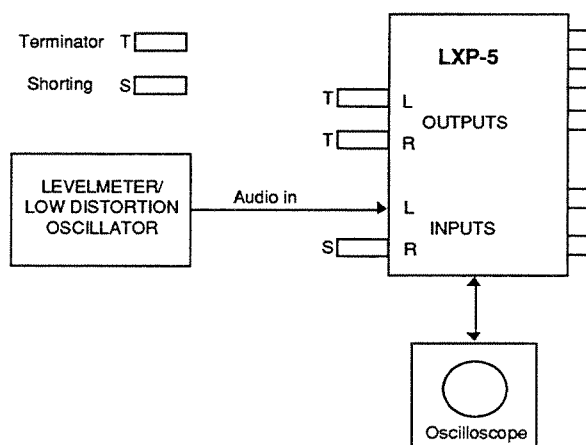 Terminator T
Shorting S
LXP-5
T L
OUTPUTS
T R
LEVELMETER/
LOW DISTORTION
OSCILLATOR
Audio in
L
INPUTS
S R
Oscilloscope